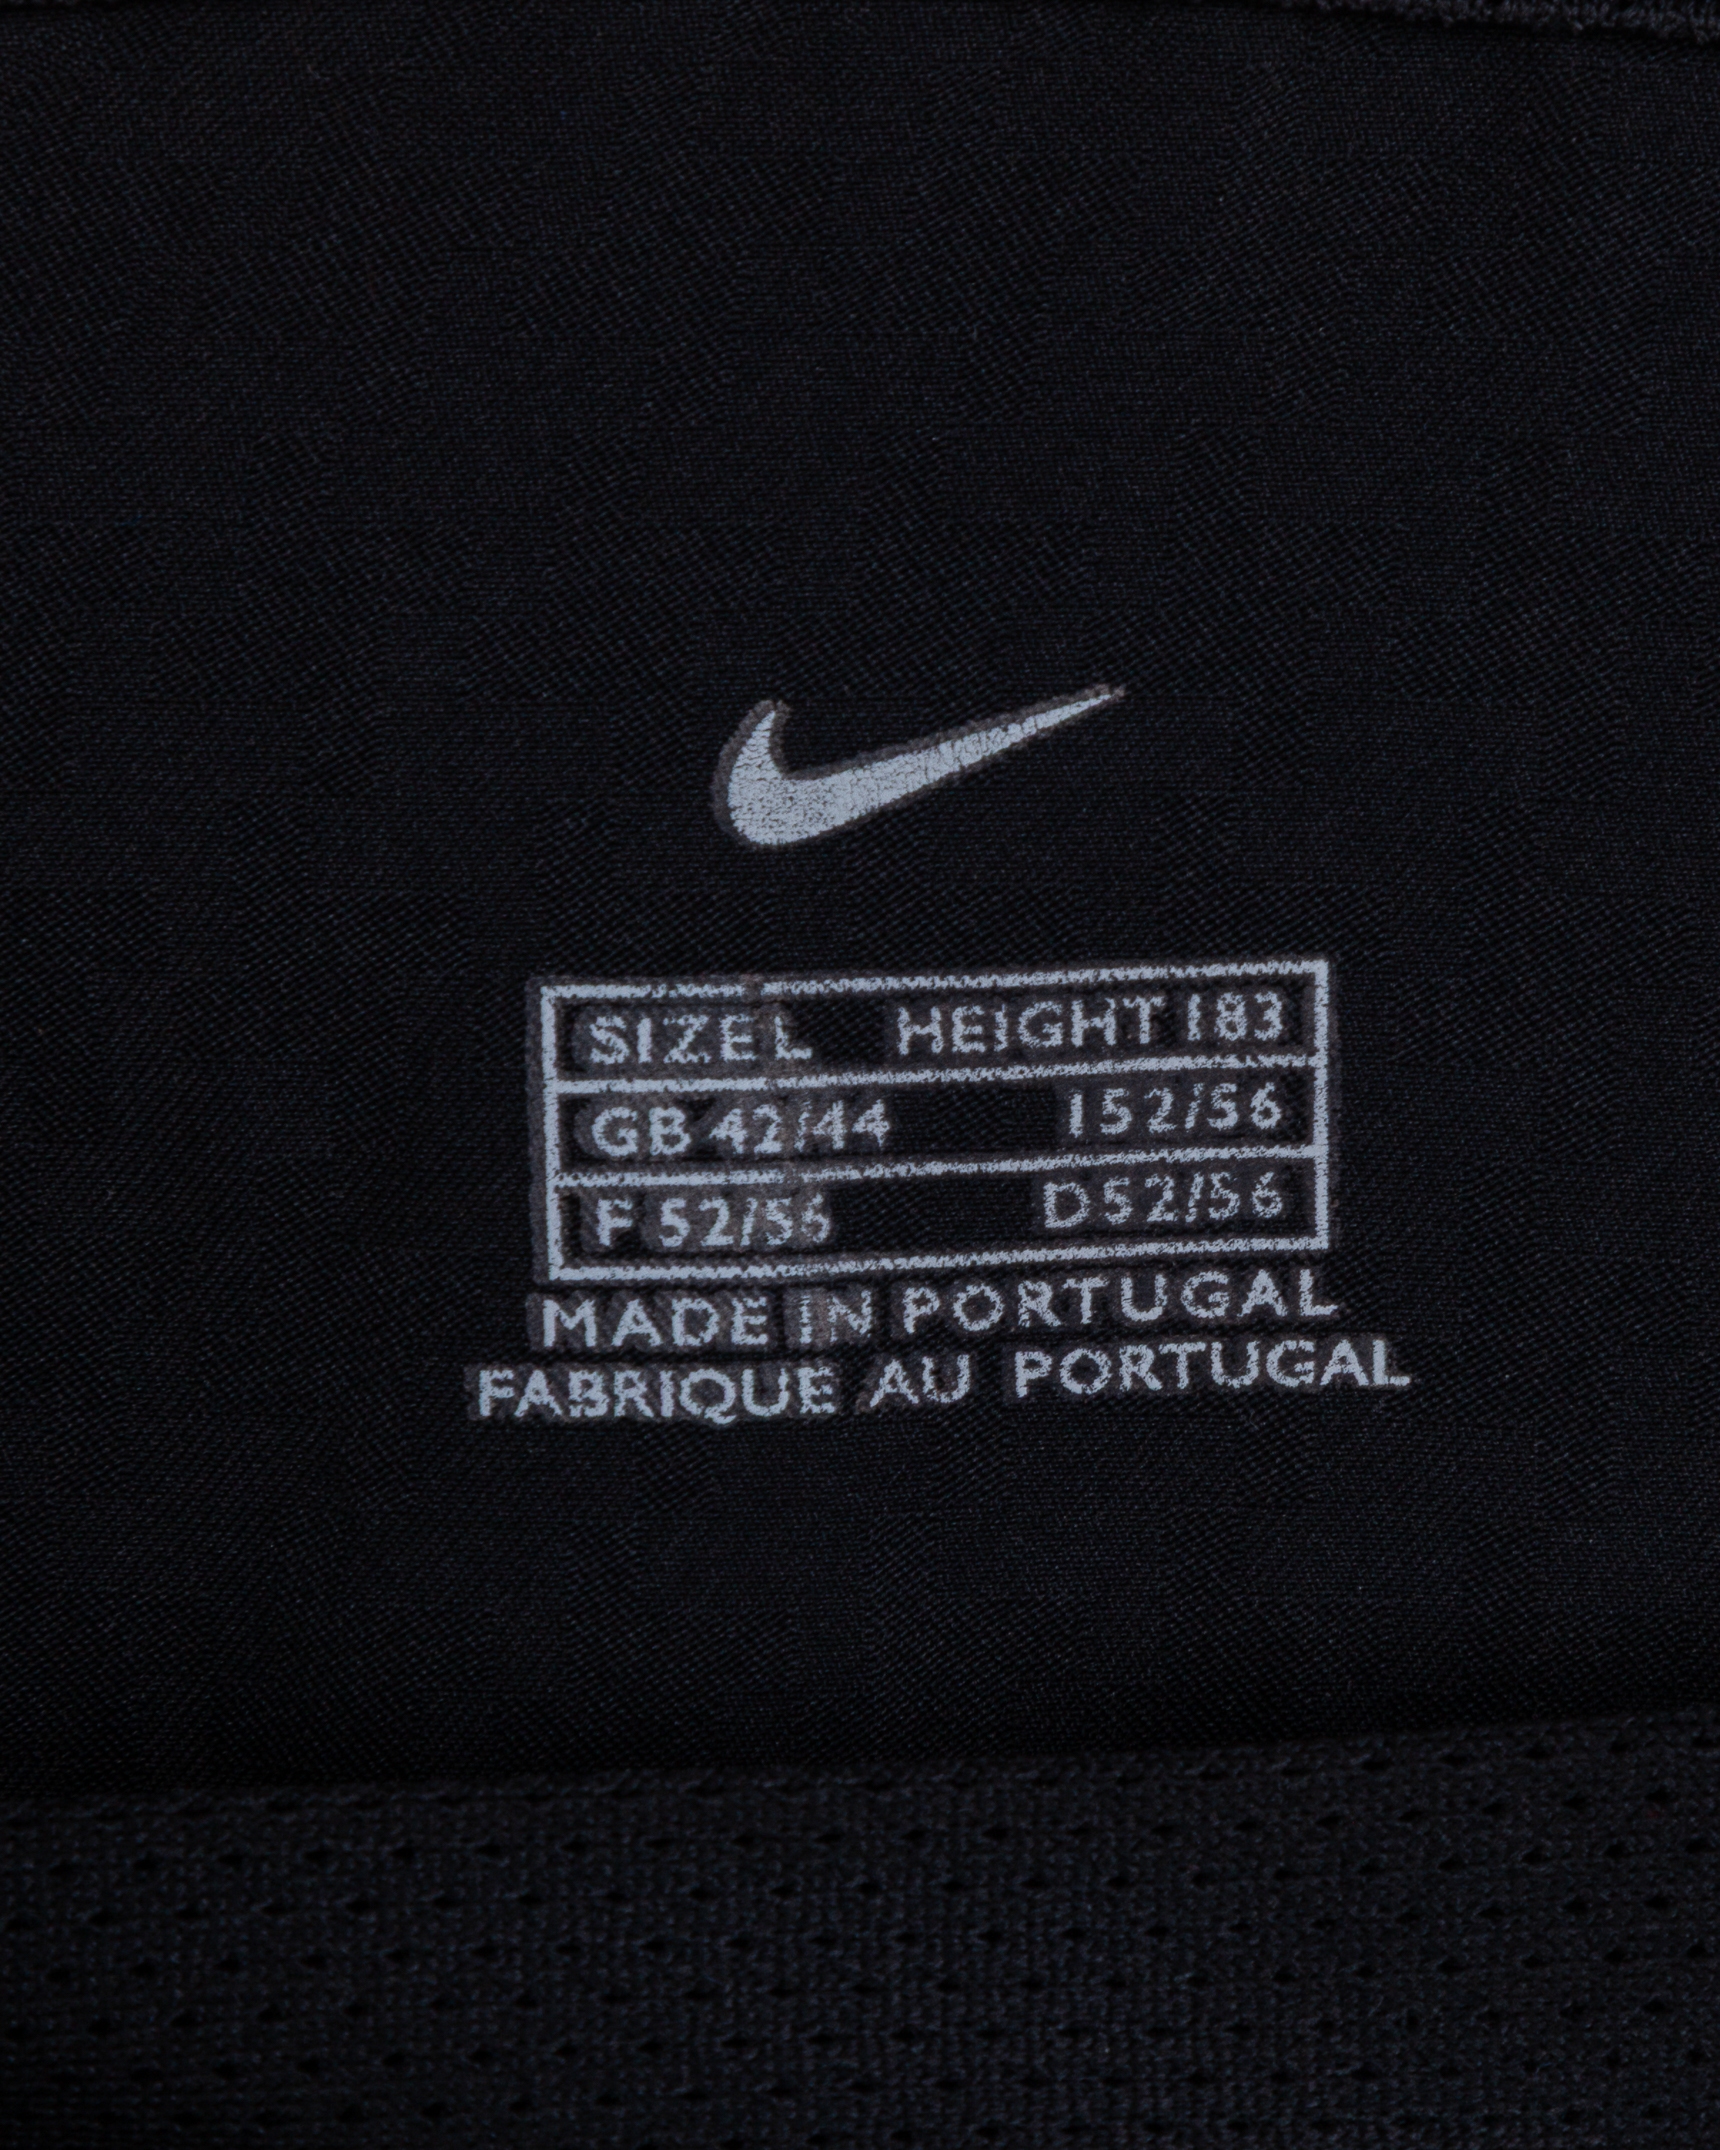 SIZE L HEIGHT 183
GB 42/44 I 52/56
F 52/56 D 52/56
MADE IN PORTUGAL
FABRIQUE AU PORTUGAL